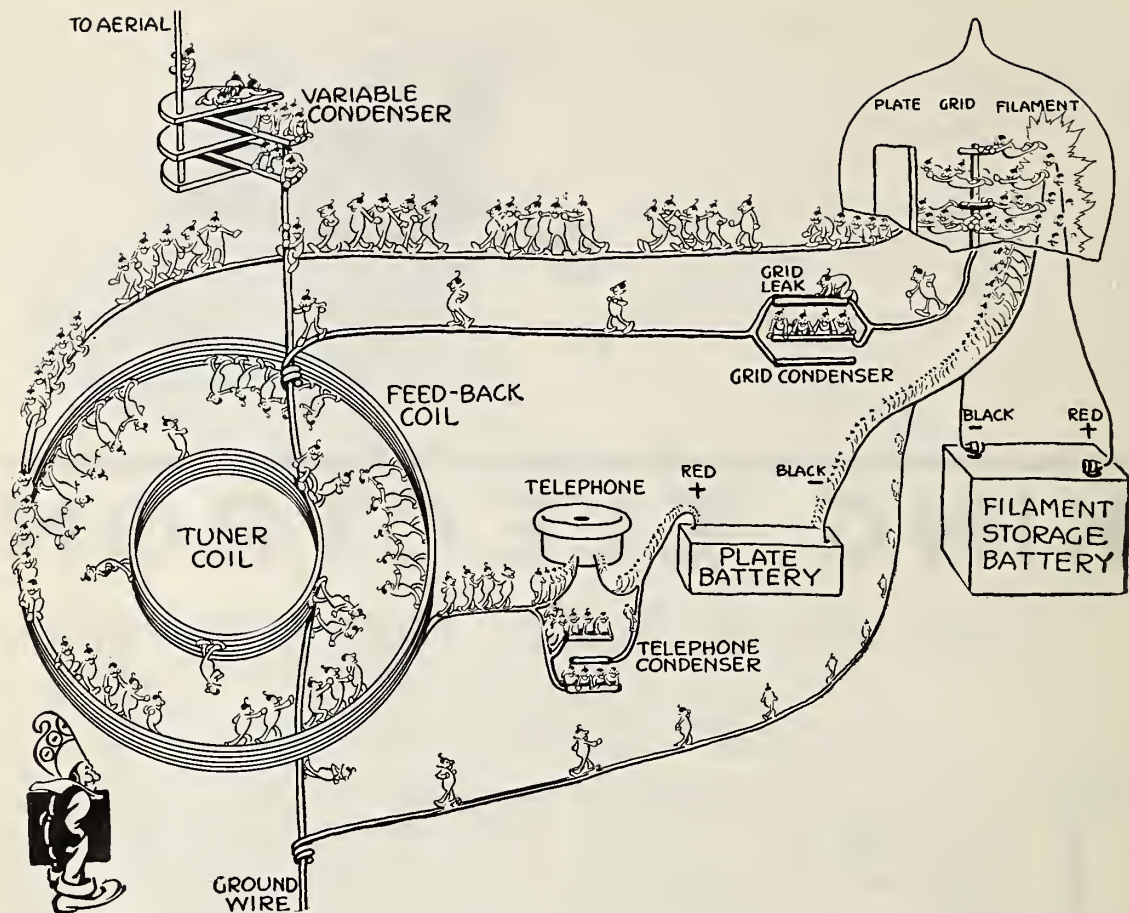 TO AERIAL
VARIABLE
CONDENSER
PLATE GRID FILAMENT
GRID
LEAK
GRID CONDENSER
FEED-BACK
COIL
BLACK
-
RED
+
TELEPHONE
RED
+
BLACK
-
TUNER
COIL
PLATE
BATTERY
FILAMENT
STORAGE
BATTERY
TELEPHONE
CONDENSER
GROUND
WIRE